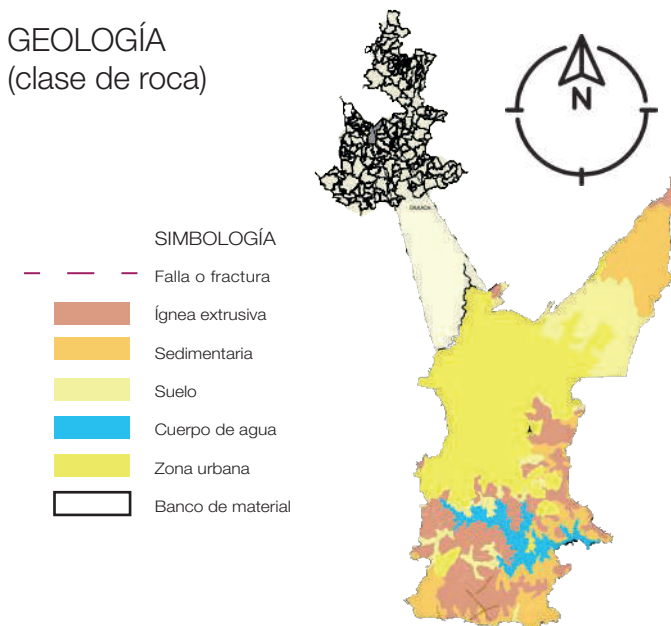 GEOLOGÍA
(clase de roca)
N
SIMBOLOGÍA
Falla o fractura
Ígnea extrusiva
Sedimentaria
Suelo
Cuerpo de agua
Zona urbana
Banco de material